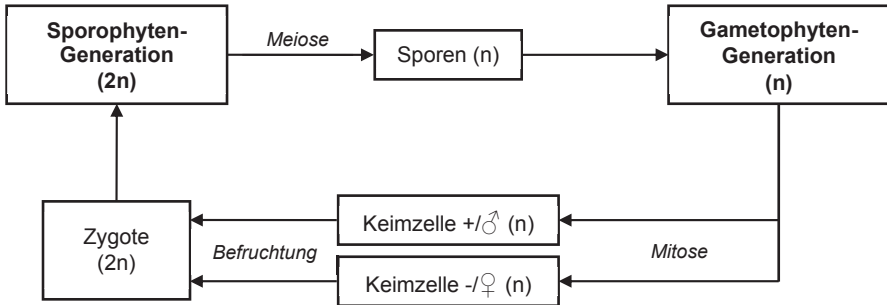 Sporophyten-
Generation
(2n)
Meiose
Sporen (n)
Gametophyten-
Generation
(n)
Zygote
(2n)
Befruchtung
Keimzelle +/♂ (n)
Keimzelle -/♀ (n)
Mitose